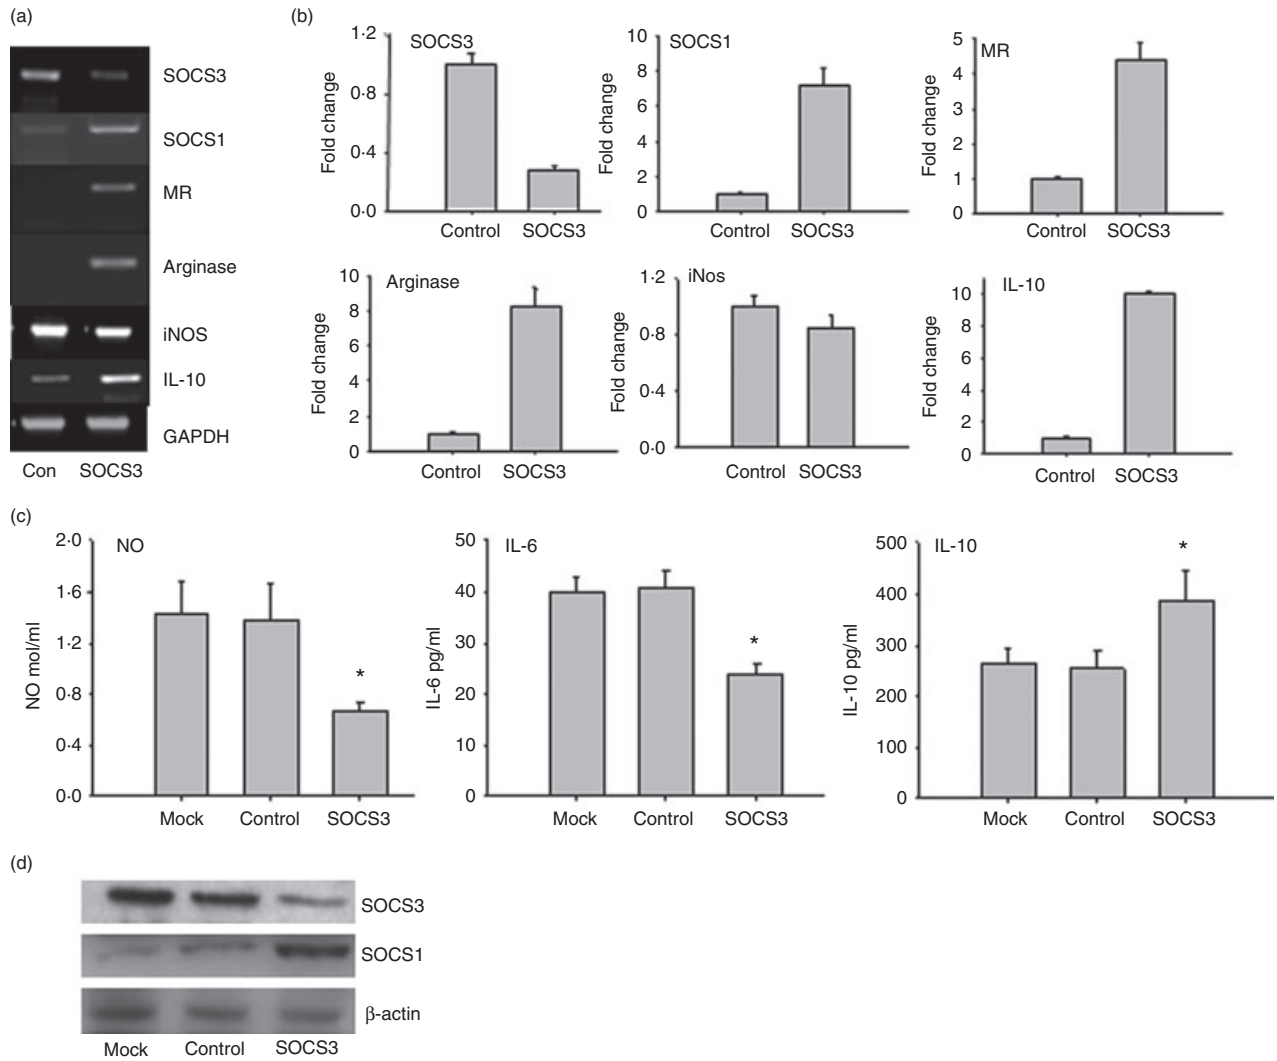 (a)
SOCS3
SOCS1
MR
Arginase
iNOS
IL-10
GAPDH
Con SOCS3
(b)
SOCS3
Fold change
1·2
0·8
0·4
0·0
Control SOCS3
SOCS1
Fold change
10
8
6
4
2
0
Control SOCS3
MR
Fold change
5
4
3
2
1
0
Control SOCS3
Arginase
Fold change
10
8
6
4
2
0
Control SOCS3
iNos
Fold change
1·2
0·8
0·4
0·0
Control SOCS3
IL-10
Fold change
10
8
6
4
2
0
Control SOCS3
(c)
NO
NO mol/ml
2·0
1·6
1·2
0·8
0·4
0·0
*
Mock Control SOCS3
IL-6
IL-6 pg/ml
50
40
30
20
10
0
*
Mock Control SOCS3
IL-10
IL-10 pg/ml
500
400
300
200
100
0
*
Mock Control SOCS3
(d)
SOCS3
SOCS1
β-actin
Mock Control SOCS3